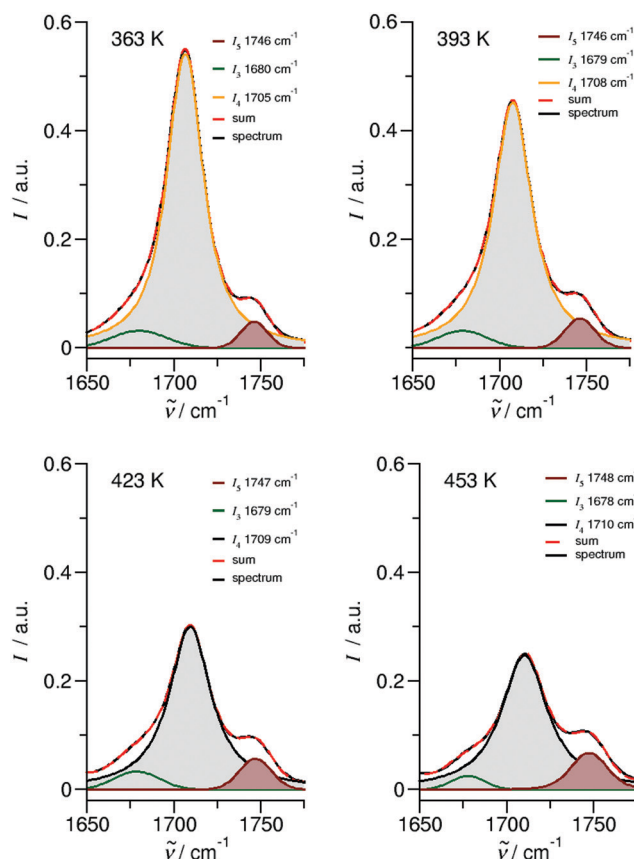 363 K
I₅ 1746 cm⁻¹
I₃ 1680 cm⁻¹
I₄ 1705 cm⁻¹
sum
spectrum
I / a.u.
0.6
0.4
0.2
0
1650 1700 1750
ν̃ / cm⁻¹
393 K
I₅ 1746 cm⁻¹
I₃ 1679 cm⁻¹
I₄ 1708 cm⁻¹
sum
spectrum
I / a.u.
0.6
0.4
0.2
0
1650 1700 1750
ν̃ / cm⁻¹
423 K
I₅ 1747 cm⁻¹
I₃ 1679 cm⁻¹
I₄ 1709 cm⁻¹
sum
spectrum
I / a.u.
0.6
0.4
0.2
0
1650 1700 1750
ν̃ / cm⁻¹
453 K
I₅ 1748 cm
I₃ 1678 cm
I₄ 1710 cm
sum
spectrum
I / a.u.
0.6
0.4
0.2
0
1650 1700 1750
ν̃ / cm⁻¹